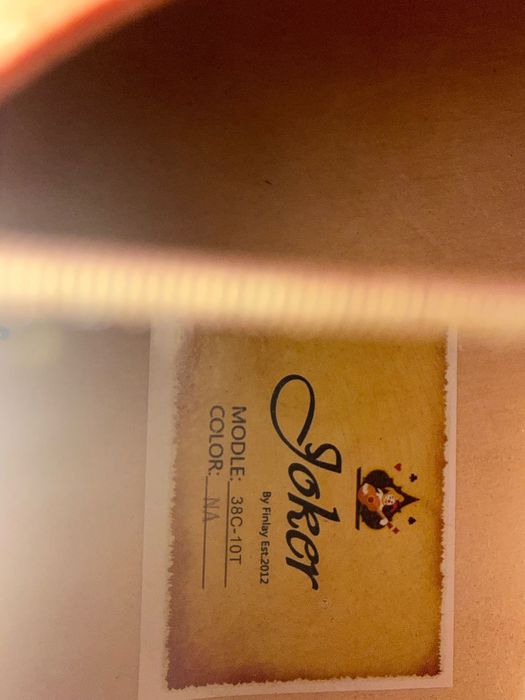 Joker
By Finlay Est.2012
MODLE: 38C-10T
COLOR: NA